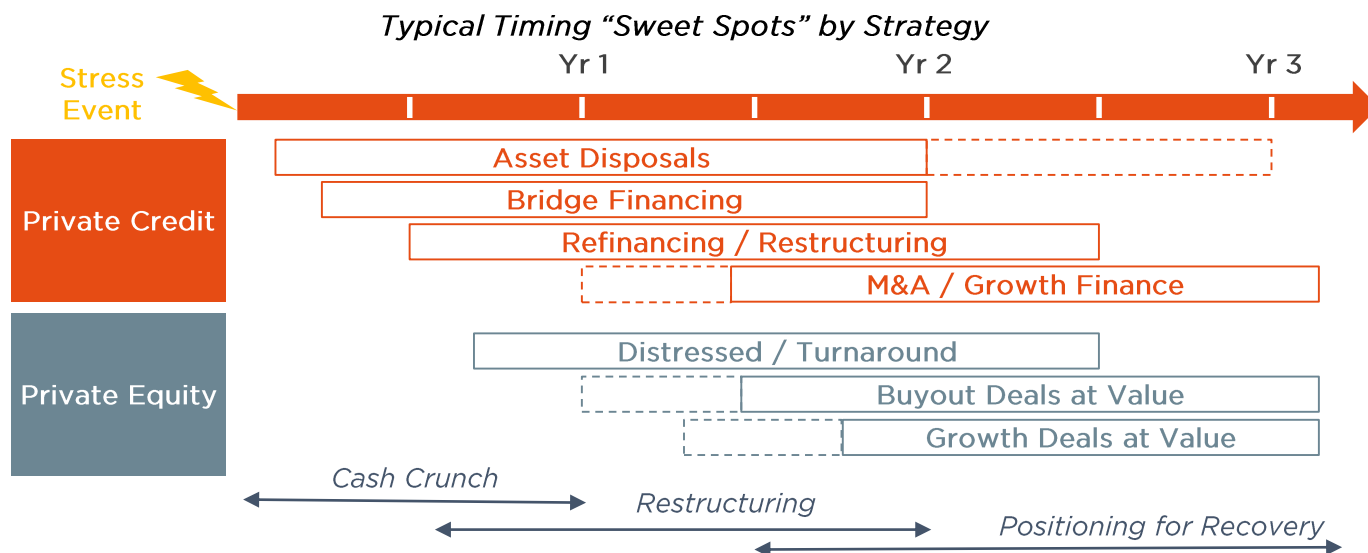 Typical Timing “Sweet Spots” by Strategy
Yr 1
Yr 2
Yr 3
Stress
Event
Private Credit
Asset Disposals
Bridge Financing
Refinancing / Restructuring
M&A / Growth Finance
Private Equity
Distressed / Turnaround
Buyout Deals at Value
Growth Deals at Value
Cash Crunch
Restructuring
Positioning for Recovery